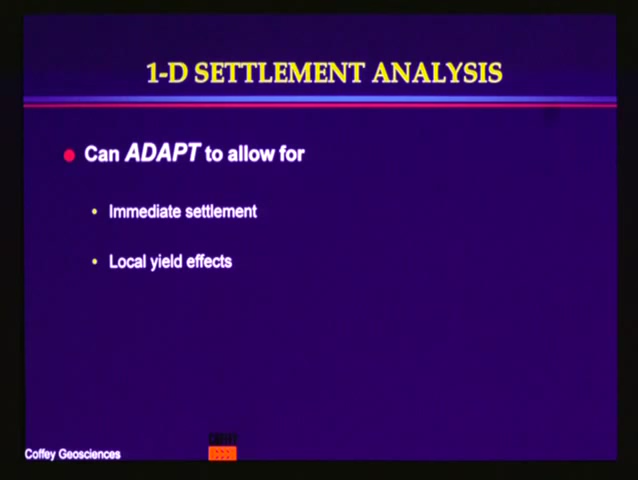 1-D SETTLEMENT ANALYSIS
Can ADAPT to allow for
Immediate settlement
Local yield effects
Coffey Geosciences